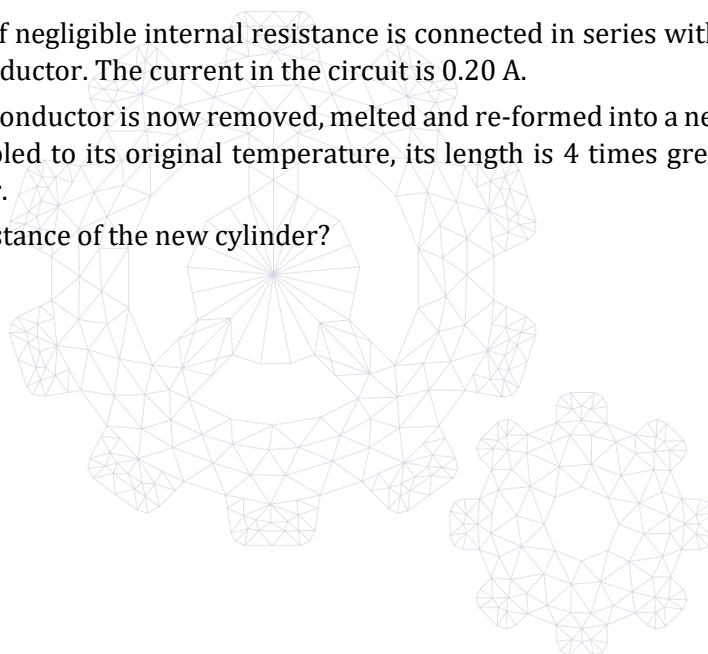 f negligible internal resistance is connected in series with
ductor. The current in the circuit is 0.20 A.
onductor is now removed, melted and re-formed into a ne
oled to its original temperature, its length is 4 times gre
r.
stance of the new cylinder?